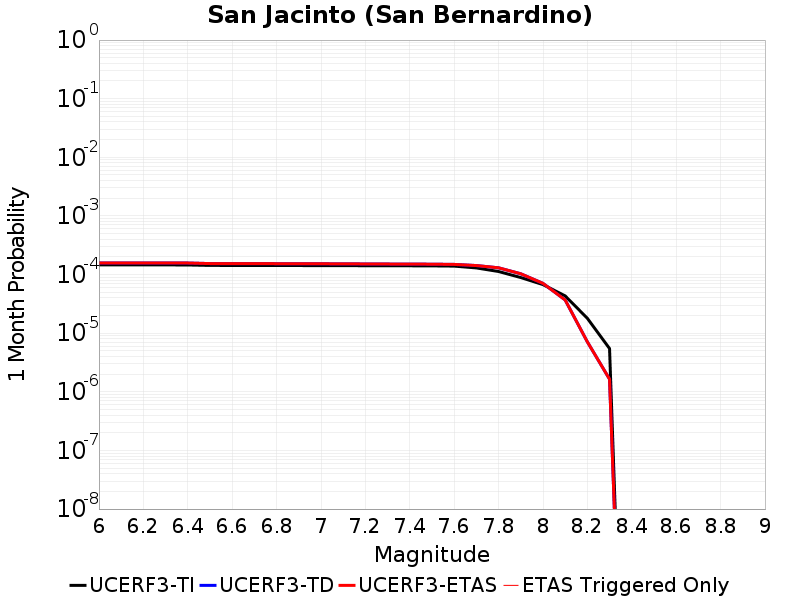 San Jacinto (San Bernardino)
10^0
10^-1
10^-2
10^-3
10^-4
10^-5
10^-6
10^-7
10^-8
1 Month Probability
6 6.2 6.4 6.6 6.8 7 7.2 7.4 7.6 7.8 8 8.2 8.4 8.6 8.8 9
Magnitude
UCERF3-TI UCERF3-TD UCERF3-ETAS ETAS Triggered Only